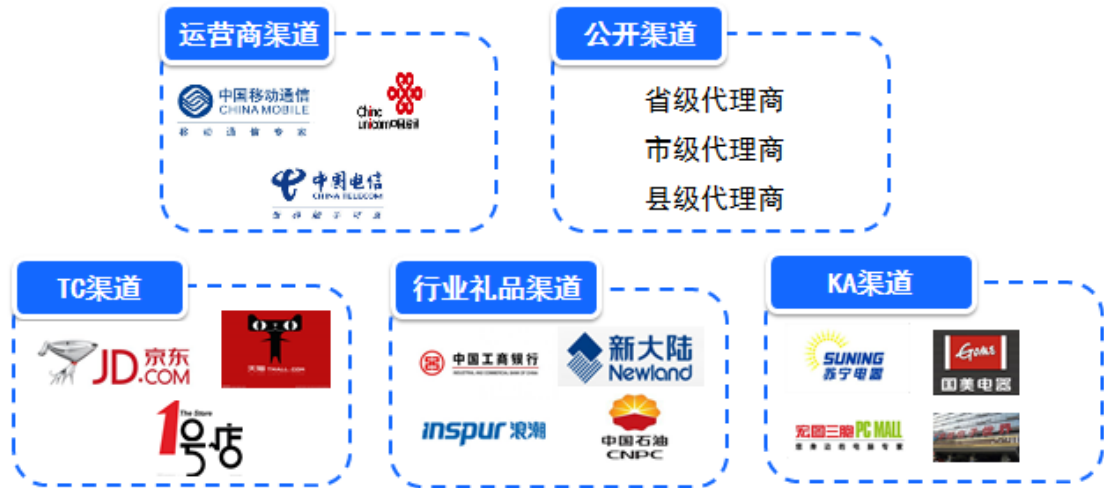 运营商渠道
公开渠道
中国移动通信
CHINA MOBILE
移动通信专家
China
unicom中国联通
中国电信
CHINA TELECOM
省级代理商
市级代理商
县级代理商
TC渠道
行业礼品渠道
KA渠道
JD.COM 京东
天猫 TMALL.COM
The Store
1号店
中国工商银行
INDUSTRIAL AND COMMERCIAL BANK OF CHINA
新大陆
Newland
inspur 浪潮
中国石油
CNPC
SUNING
苏宁电器
Gome
国美电器
宏图三胞 PC MALL